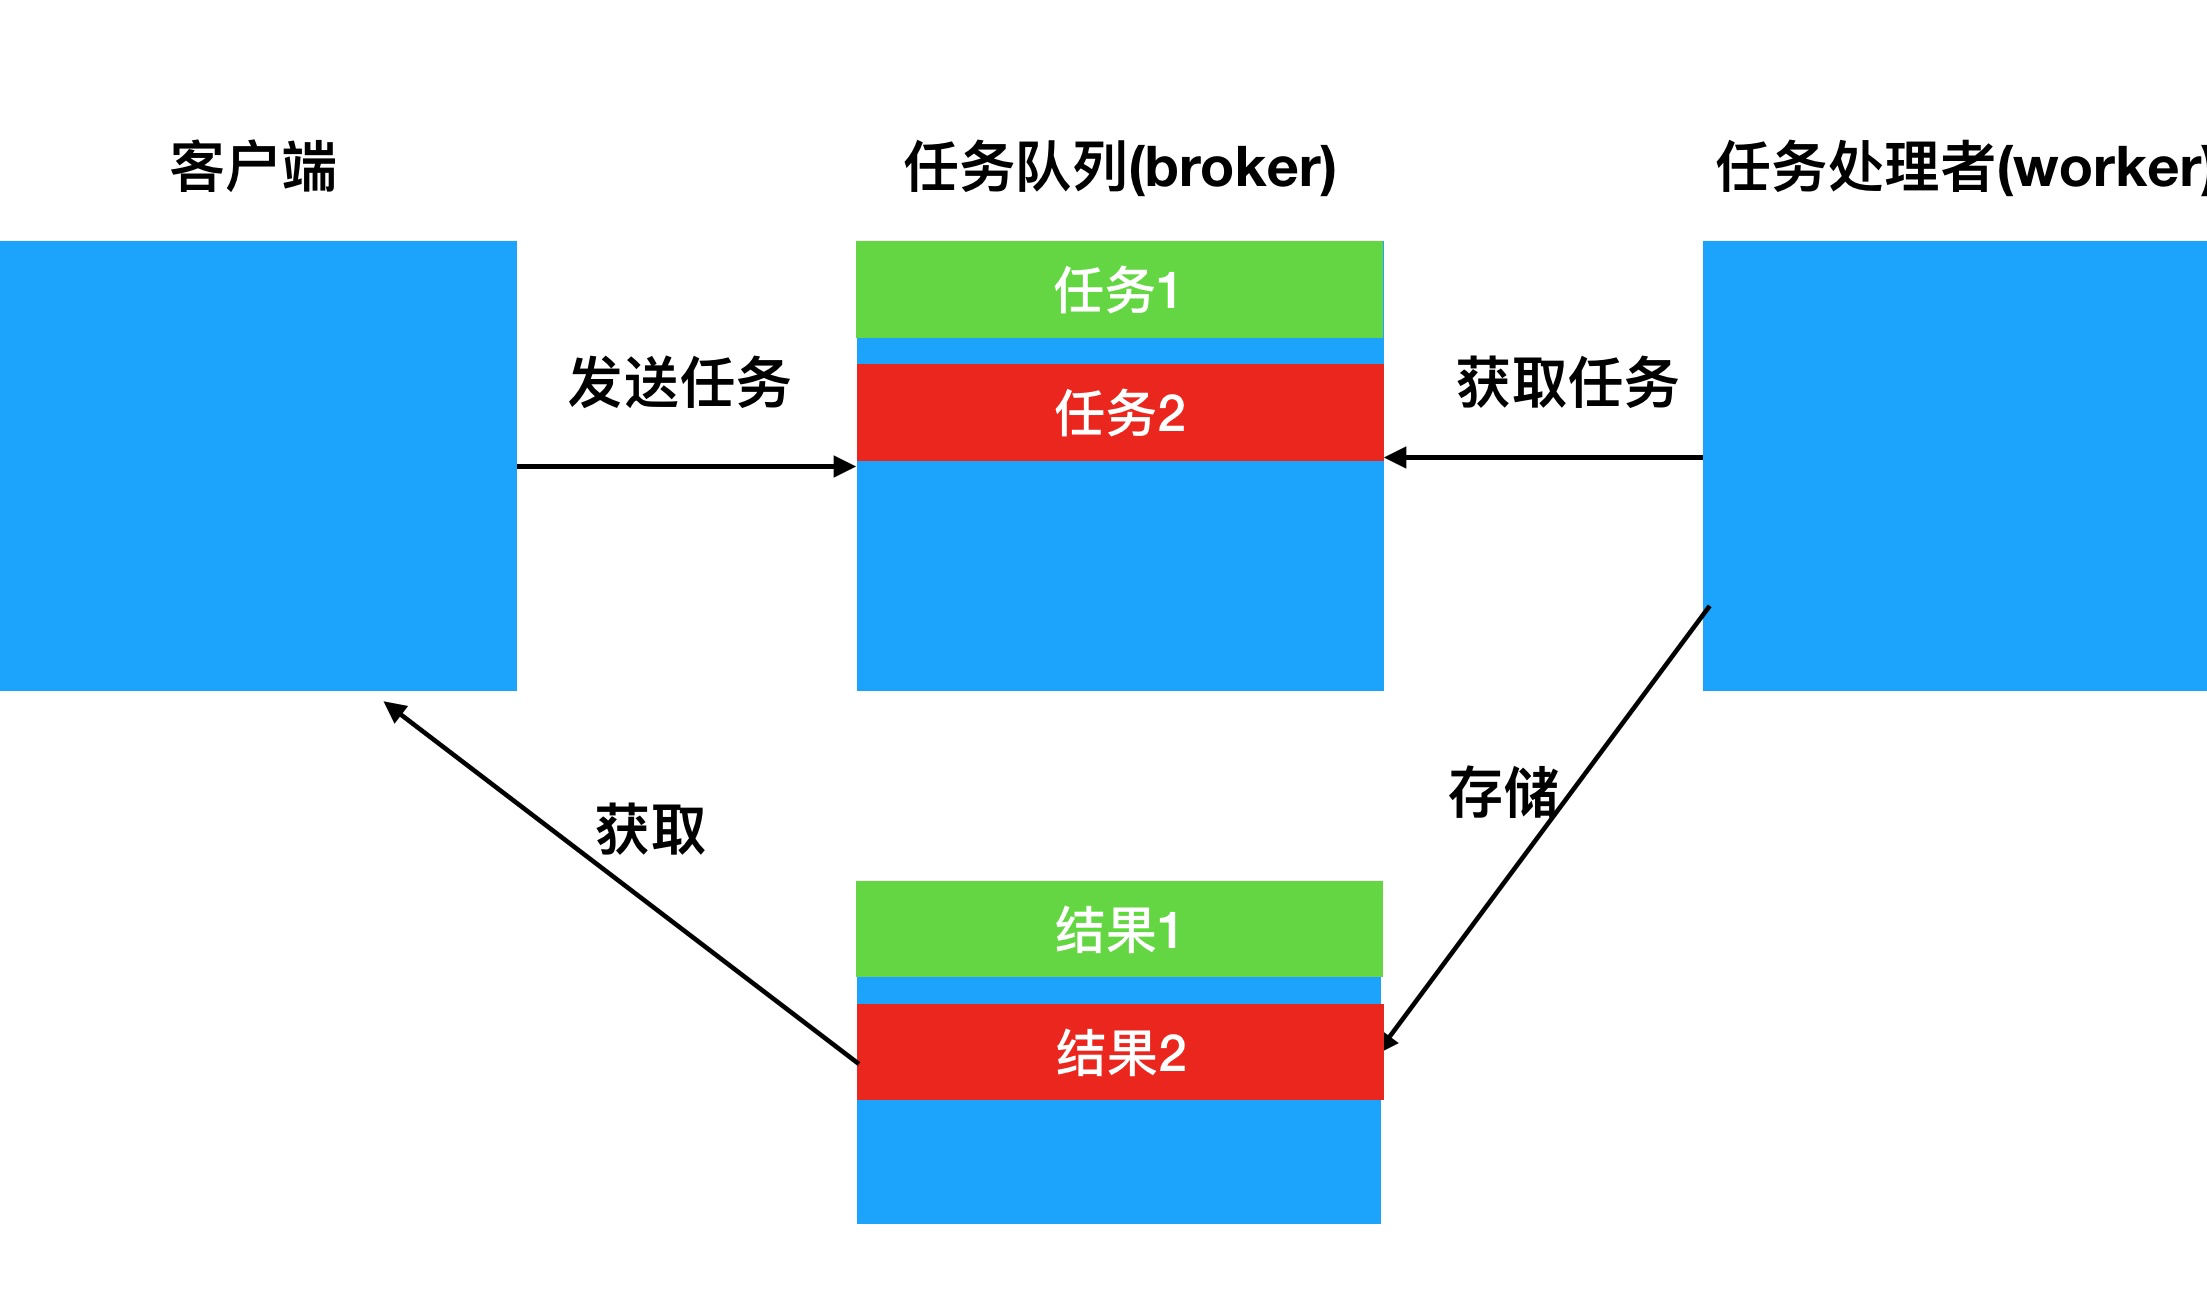 客户端
任务队列(broker)
任务处理者(worker)
任务1
发送任务
任务2
获取任务
存储
获取
结果1
结果2